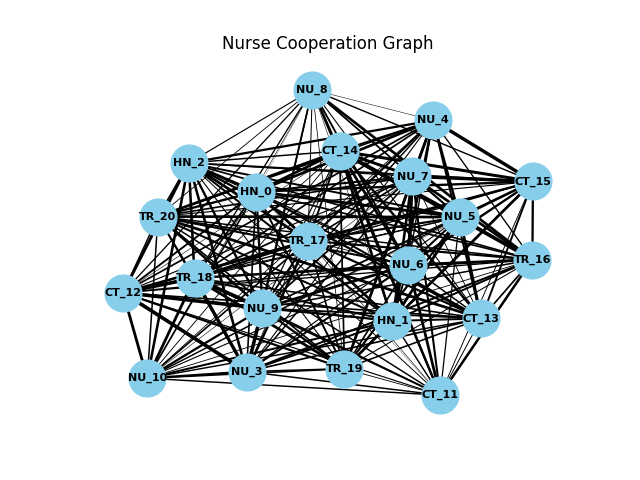 Nurse Cooperation Graph
NU_8
NU_4
CT_14
HN_2
NU_7
CT_15
HN_0
TR_20
NU_5
TR_17
TR_16
NU_6
TR_18
CT_12
NU_9
CT_13
HN_1
TR_19
NU_3
NU_10
CT_11